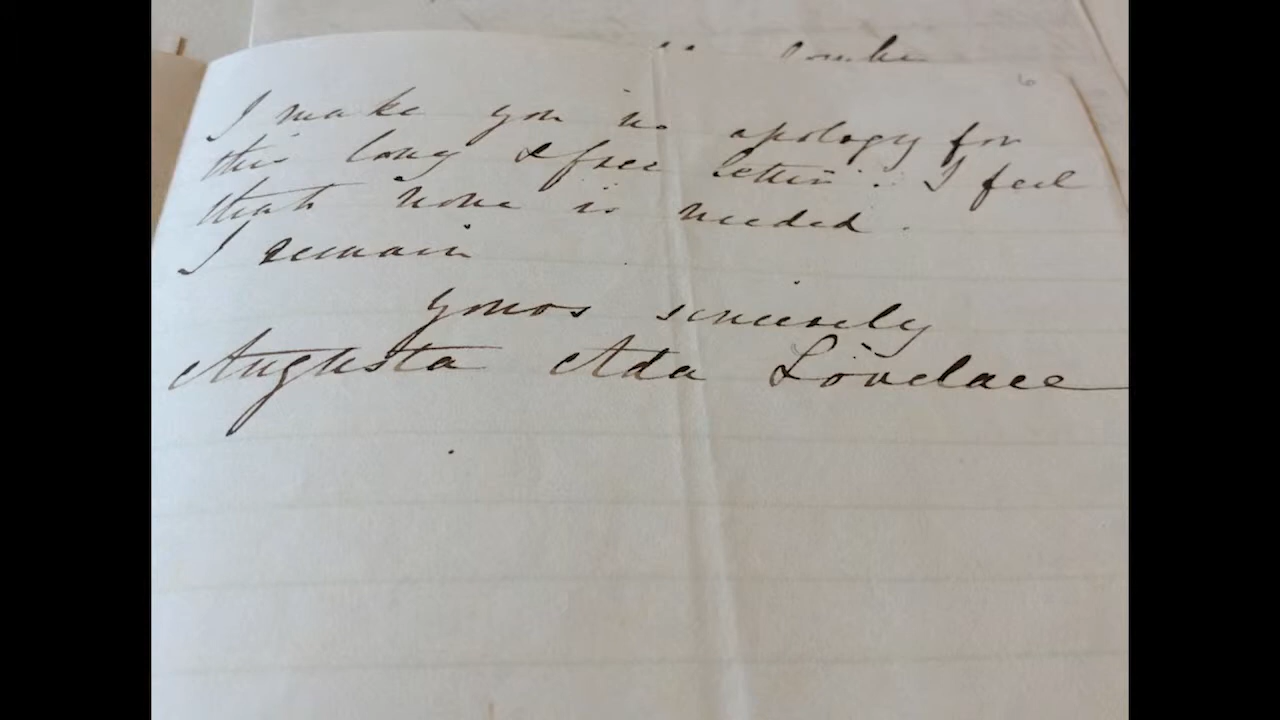 I make you no apology for
this long & free letter. I feel
that none is needed.
I remain
yours sincerely
Augusta Ada Lovelace
6